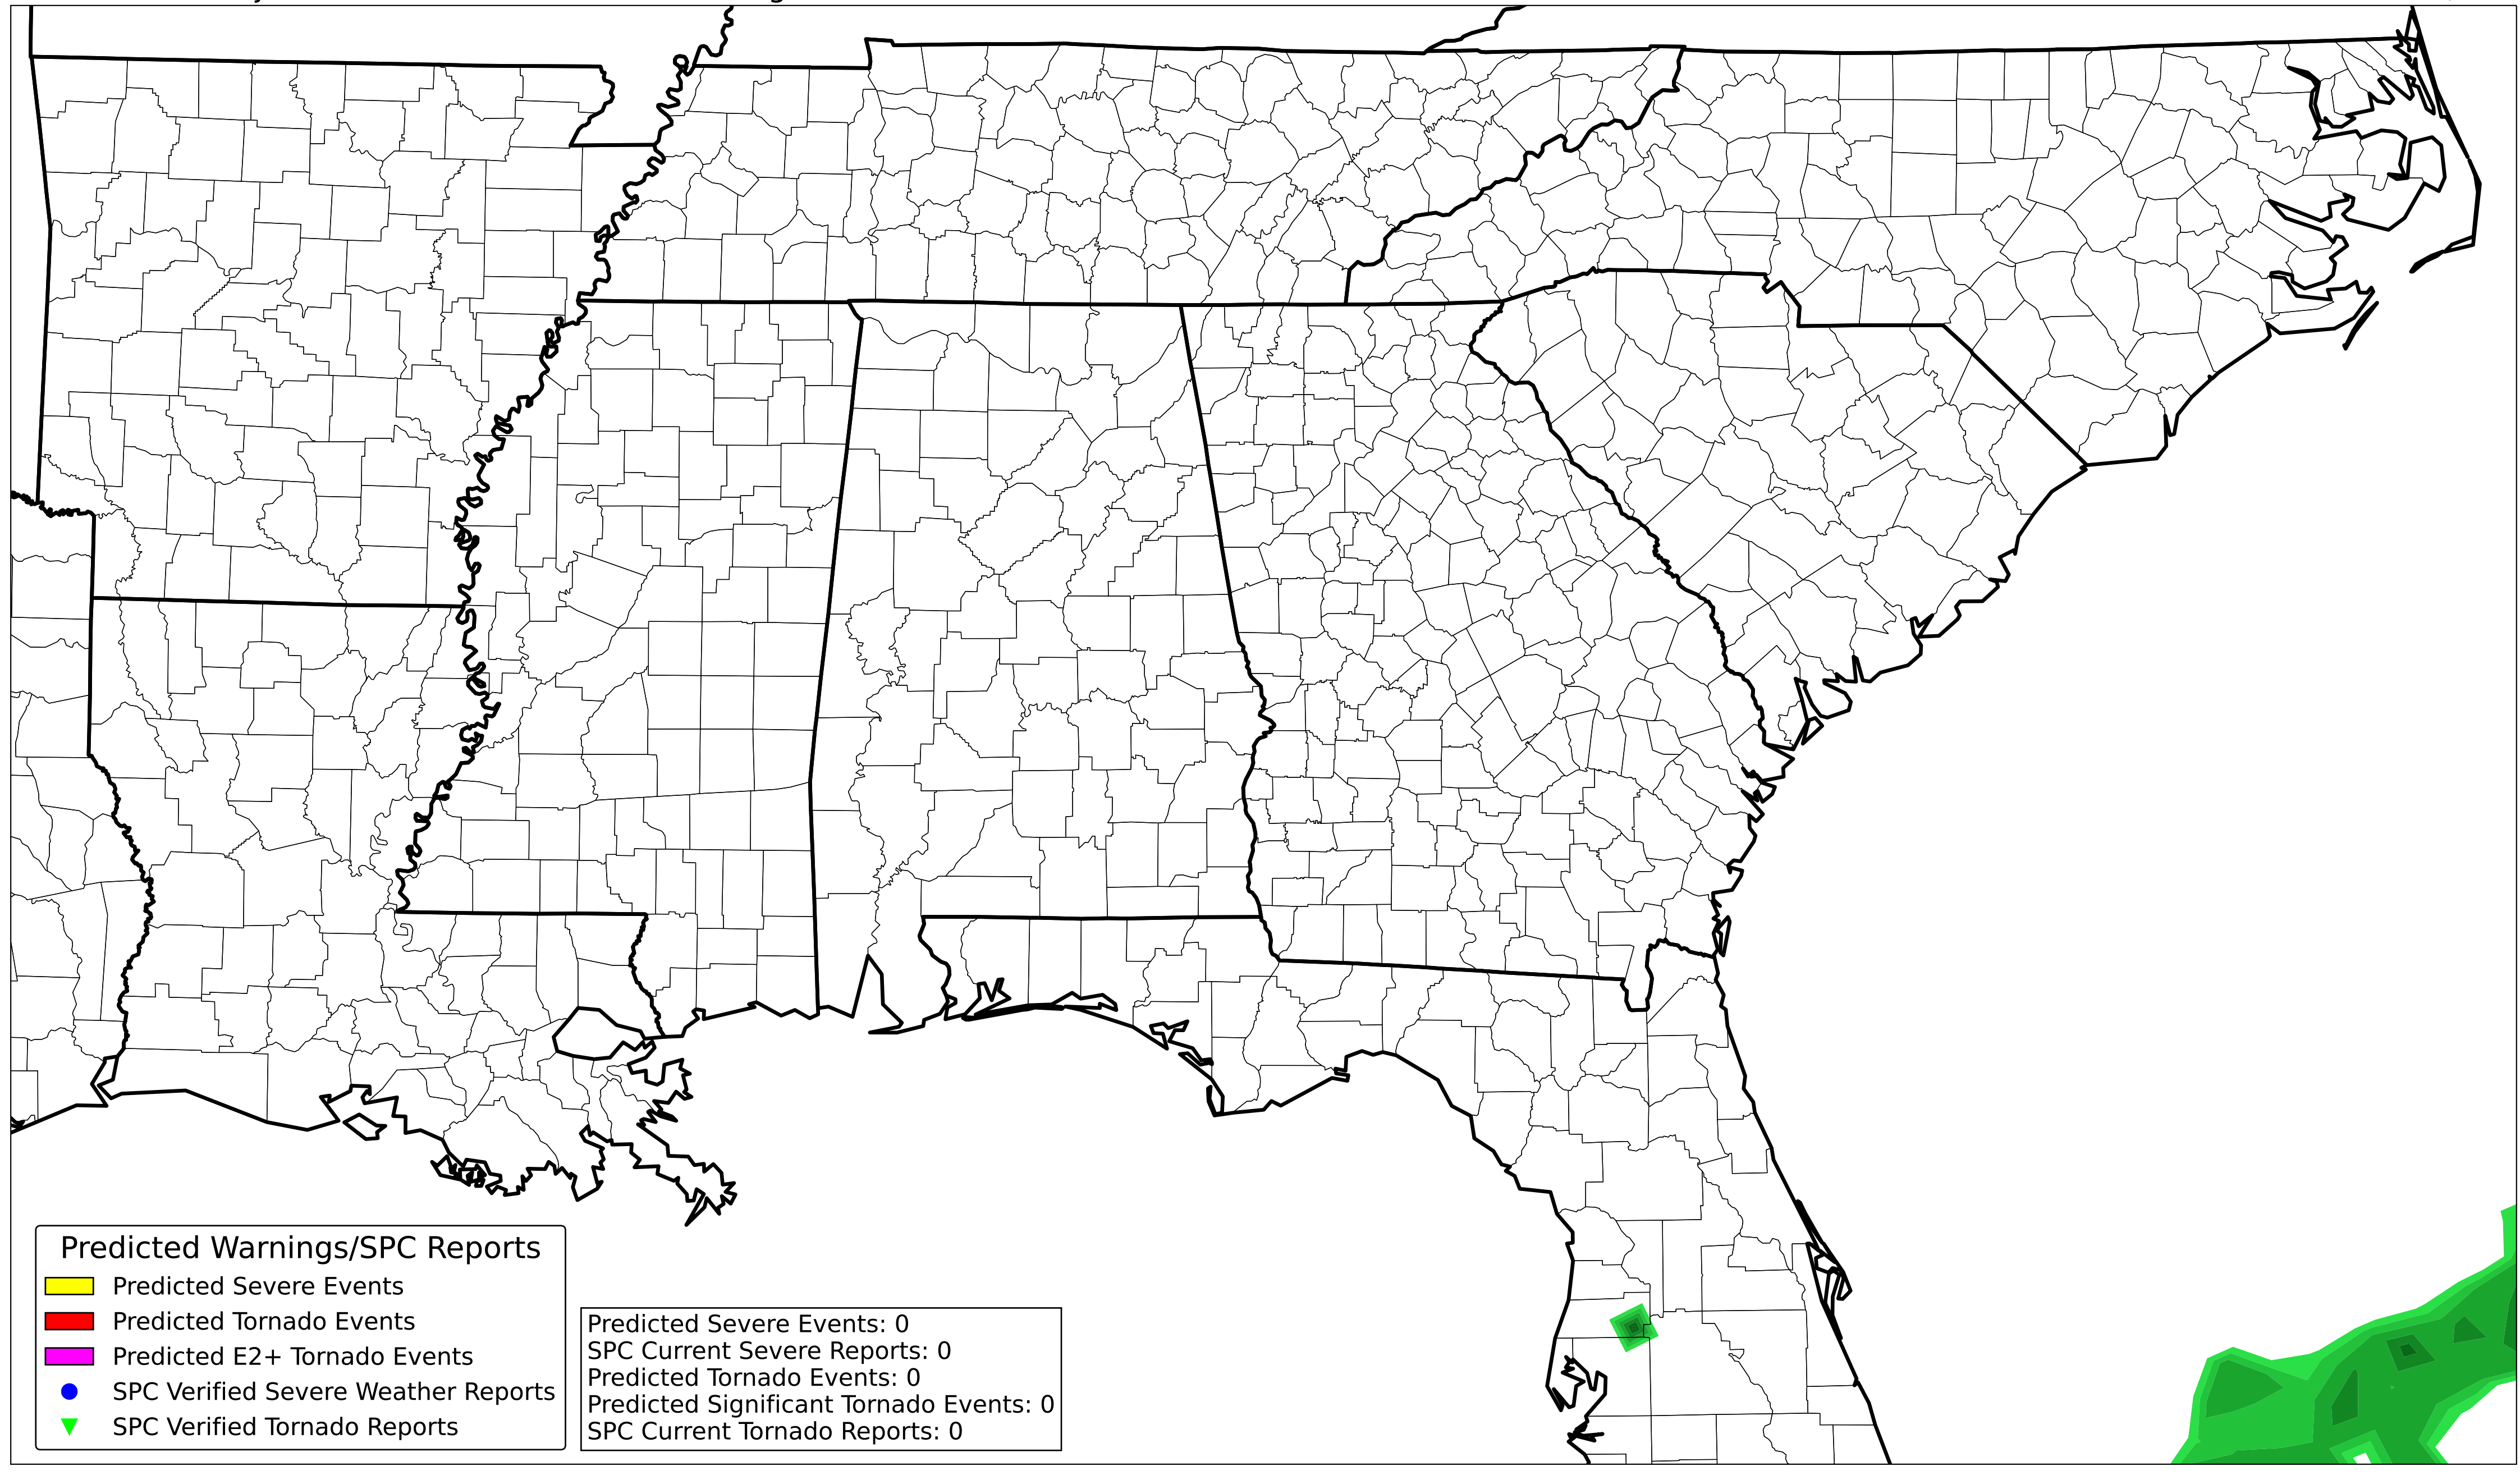 Predicted Warnings/SPC Reports
Predicted Severe Events
Predicted Tornado Events
Predicted E2+ Tornado Events
SPC Verified Severe Weather Reports
SPC Verified Tornado Reports
Predicted Severe Events: 0
SPC Current Severe Reports: 0
Predicted Tornado Events: 0
Predicted Significant Tornado Events: 0
SPC Current Tornado Reports: 0